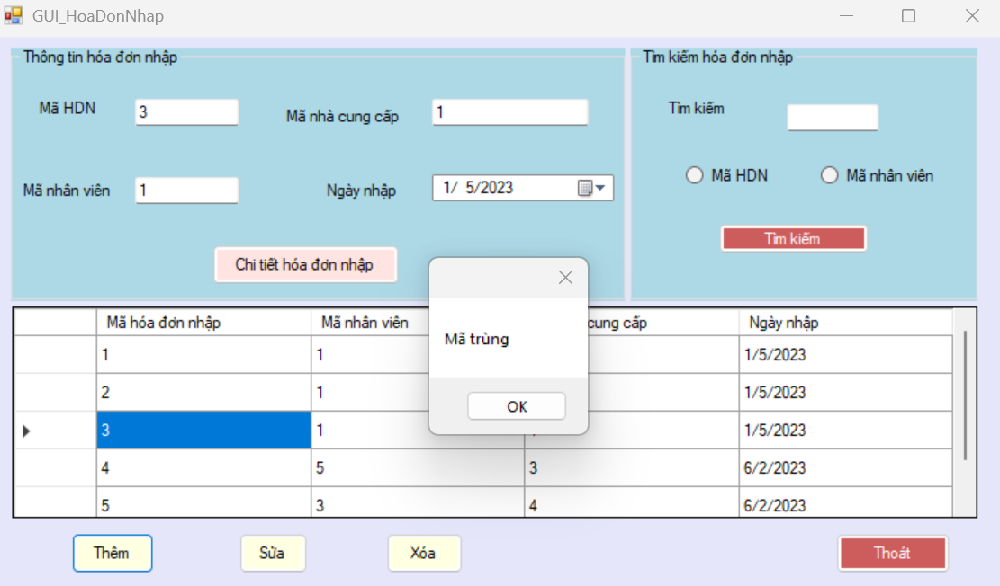 GUI_HoaDonNhap
Thông tin hóa đơn nhập
Mã HDN
3
Mã nhà cung cấp
1
Mã nhân viên
1
Ngày nhập
1/ 5/2023
Chi tiết hóa đơn nhập
Tìm kiếm hóa đơn nhập
Tìm kiếm
Mã HDN
Mã nhân viên
Tìm kiếm
Mã hóa đơn nhập Mã nhân viên cung cấp Ngày nhập
1 1 1/5/2023
2 1 1/5/2023
3 1 1/5/2023
4 5 3 6/2/2023
5 3 4 6/2/2023
Mã trùng
OK
Thêm Sửa Xóa Thoát